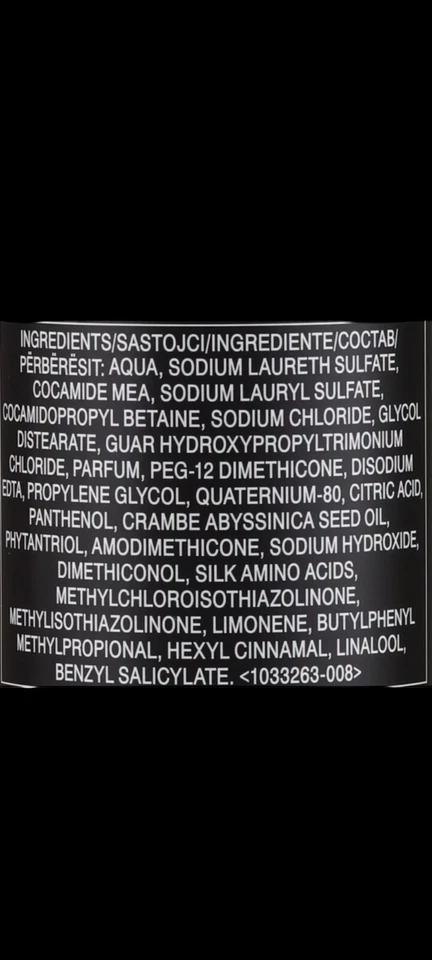 INGREDIENTS/SASTOJCI/INGREDIENTE/СОСТАВ/
PËRBËRËSIT: AQUA, SODIUM LAURETH SULFATE,
COCAMIDE MEA, SODIUM LAURYL SULFATE,
COCAMIDOPROPYL BETAINE, SODIUM CHLORIDE, GLYCOL
DISTEARATE, GUAR HYDROXYPROPYLTRIMONIUM
CHLORIDE, PARFUM, PEG-12 DIMETHICONE, DISODIUM
EDTA, PROPYLENE GLYCOL, QUATERNIUM-80, CITRIC ACID,
PANTHENOL, CRAMBE ABYSSINICA SEED OIL,
PHYTANTRIOL, AMODIMETHICONE, SODIUM HYDROXIDE,
DIMETHICONOL, SILK AMINO ACIDS,
METHYLCHLOROISOTHIAZOLINONE,
METHYLISOTHIAZOLINONE, LIMONENE, BUTYLPHENYL
METHYLPROPIONAL, HEXYL CINNAMAL, LINALOOL,
BENZYL SALICYLATE. <1033263-008>